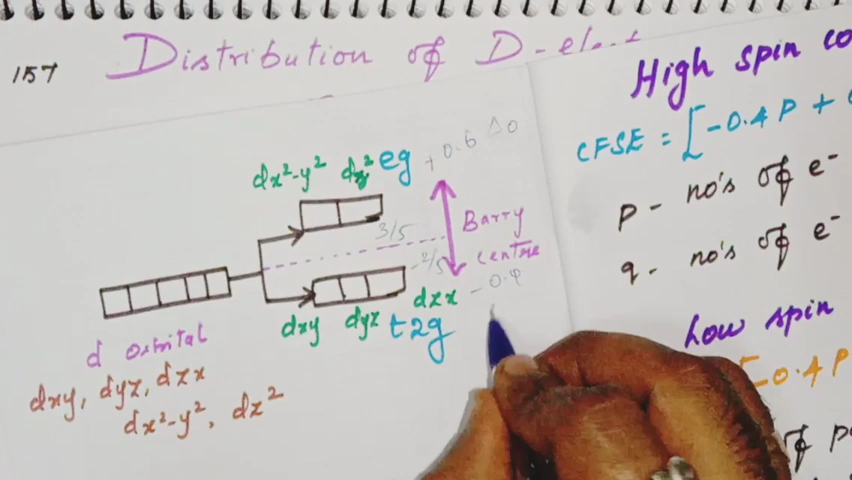 157
Distribution of D-elect
dx²-y² dz² eg + 0.6 Δo
3/5
Barry
centre
-2/5
dxy dyz dzx - 0.4
t2g
d orbital
dxy, dyz, dzx
dx²-y², dz²
High spin co
CFSE = [-0.4 P +
P - no's of e-
q - no's of e-
Low spin
-0.4 P
of